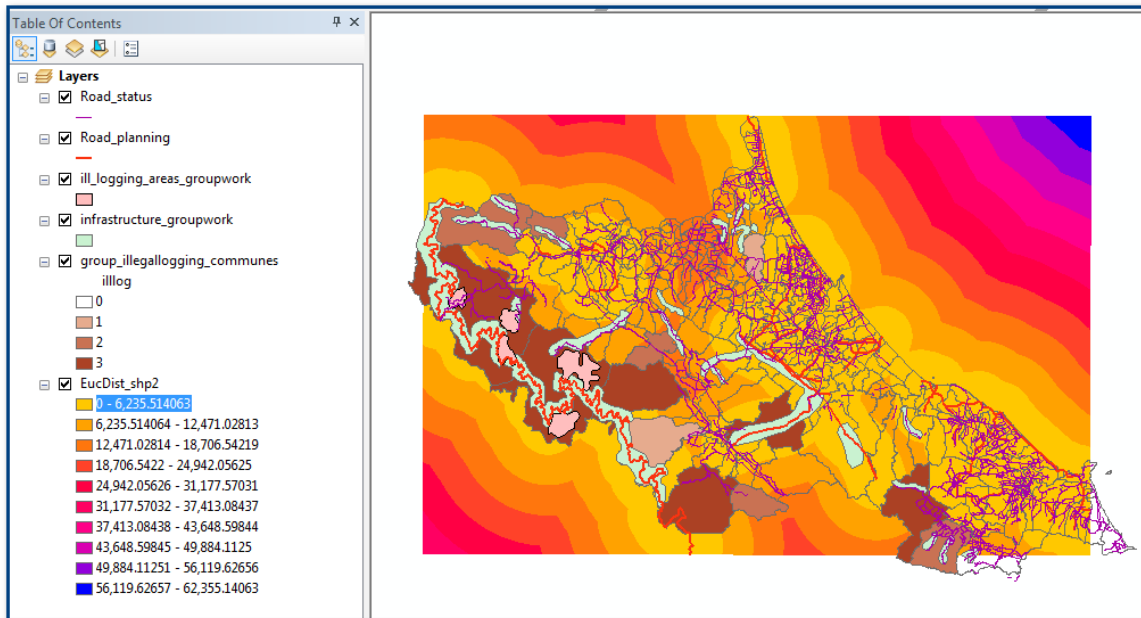 Table Of Contents
Layers
Road_status
Road_planning
ill_logging_areas_groupwork
infrastructure_groupwork
group_illegallogging_communes
illlog
0
1
2
3
EucDist_shp2
0 - 6,235.514063
6,235.514064 - 12,471.02813
12,471.02814 - 18,706.54219
18,706.5422 - 24,942.05625
24,942.05626 - 31,177.57031
31,177.57032 - 37,413.08437
37,413.08438 - 43,648.59844
43,648.59845 - 49,884.1125
49,884.11251 - 56,119.62656
56,119.62657 - 62,355.14063